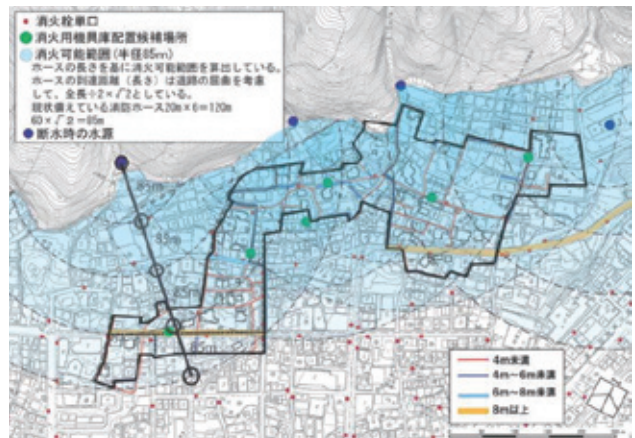 消火栓単口
消火用機具庫配置候補場所
消火可能範囲(半径85m)
ホースの長さを基に消火可能範囲を算出している。
ホースの到達距離(長さ)は道路の屈曲を考慮
して、全長÷2×√2としている。
現状備えている消防ホース20m×6=120m
60×√2=85m
断水時の水源
85m
85m
4m未満
4m～6m未満
6m～8m未満
8m以上